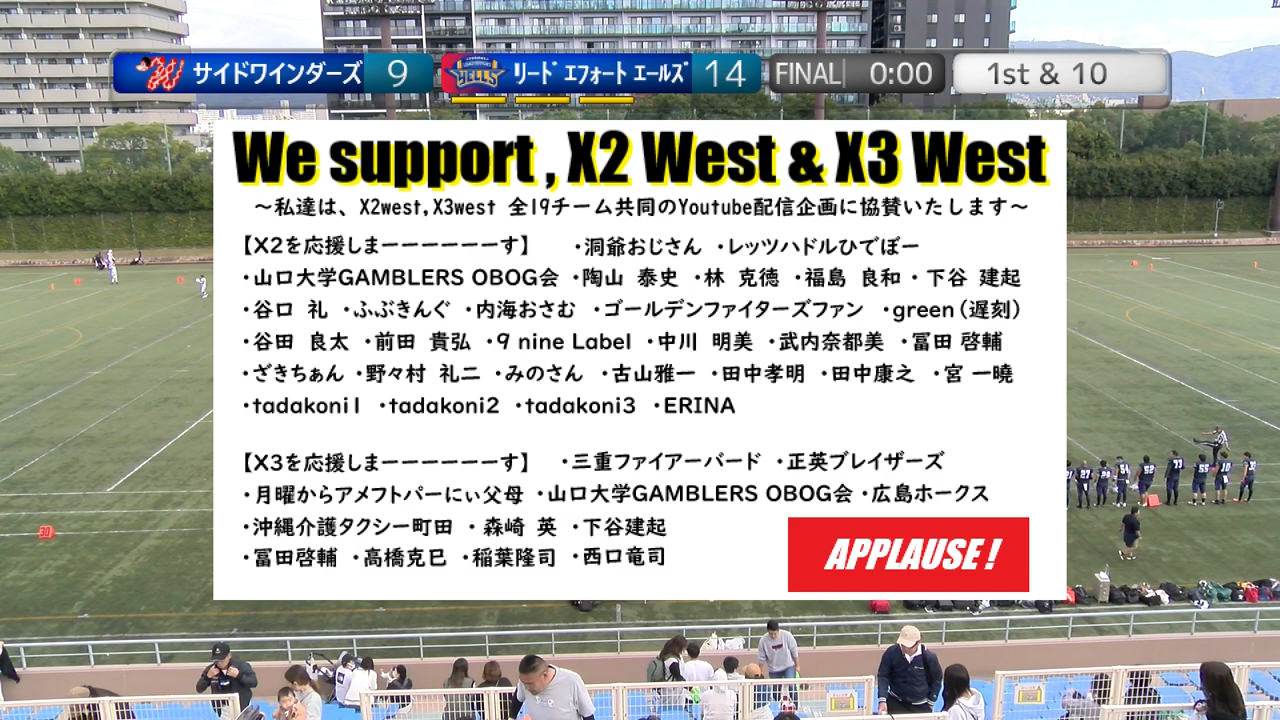 サイドワインダーズ 9 リードエフォートエールズ 14 FINAL 0:00 1st & 10
We support , X2 West & X3 West
～私達は、X2west,X3west 全19チーム共同のYoutube配信企画に協賛いたします～
【X2を応援しまーーーーーーす】 ・洞爺おじさん ・レッツハドルひでぼー
・山口大学GAMBLERS OBOG会 ・陶山 泰史 ・林 克徳 ・福島 良和 ・下谷 建起
・谷口 礼 ・ふぶきんぐ ・内海おさむ ・ゴールデンファイターズファン ・green（遅刻）
・谷田 良太 ・前田 貴弘 ・9 nine Label ・中川 明美 ・武内奈都美 ・冨田 啓輔
・ざきちぁん ・野々村 礼二 ・みのさん ・古山雅一 ・田中孝明 ・田中康之 ・宮 一曉
・tadakoni1 ・tadakoni2 ・tadakoni3 ・ERINA
【X3を応援しまーーーーーーす】 ・三重ファイアーバード ・正英ブレイザーズ
・月曜からアメフトパーにぃ父母 ・山口大学GAMBLERS OBOG会 ・広島ホークス
・沖縄介護タクシー町田 ・森崎 英 ・下谷建起
・冨田啓輔 ・高橋克巳 ・稲葉隆司 ・西口竜司
APPLAUSE!
30